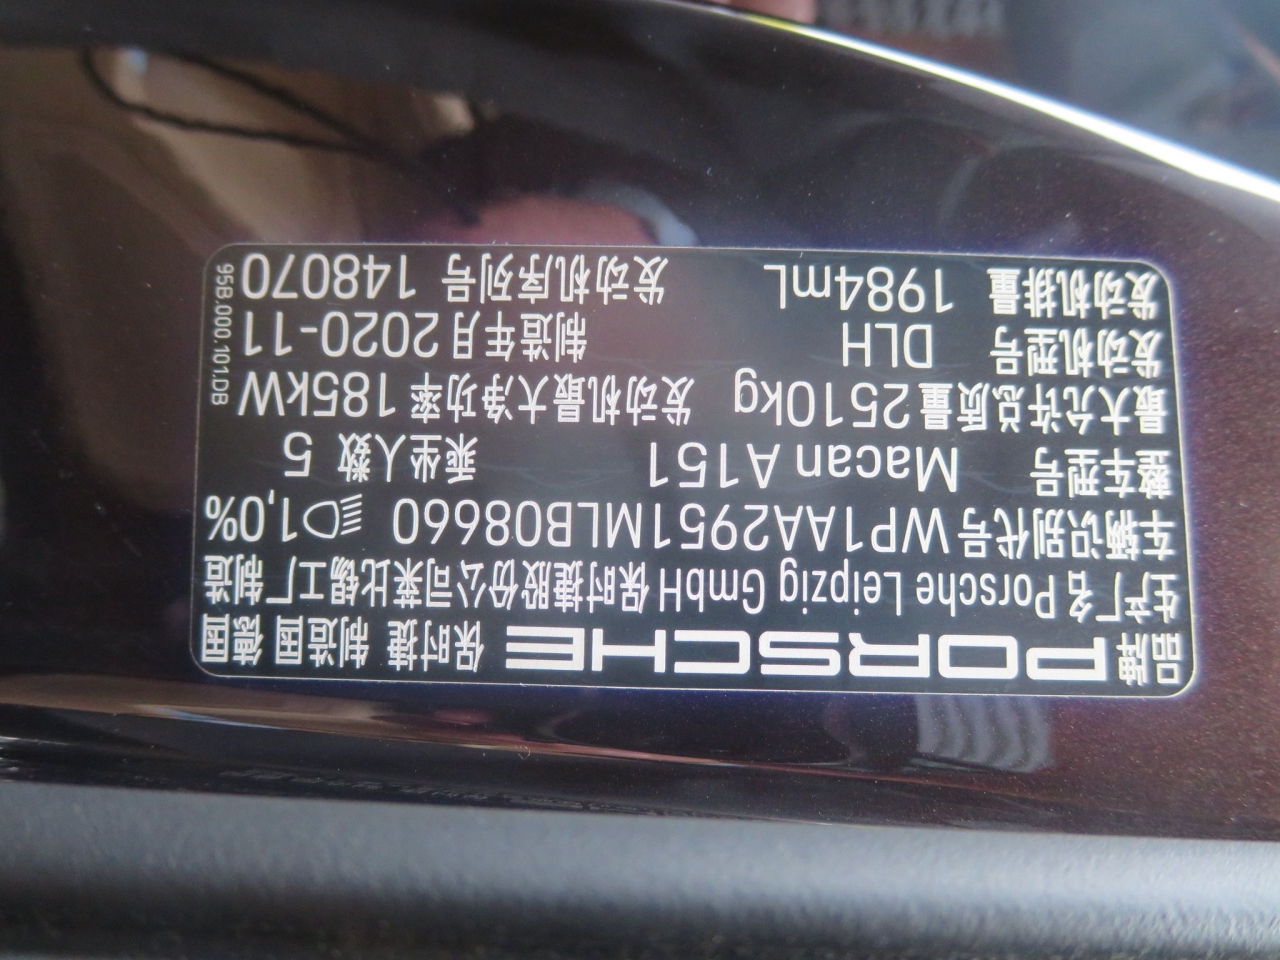 品牌 PORSCHE 保时捷 制造国 德国
生产厂名 Porsche Leipzig GmbH 保时捷股份公司莱比锡工厂制造
车辆识别代号 WP1AA2951MLB08660 1,0%
整车型号 Macan A151 乘坐人数 5
最大允许总质量 2510kg 发动机最大净功率 185kW
发动机型号 DLH 制造年月 2020-11
发动机排量 1984mL 发动机序列号 148070
95B.000.101.DB